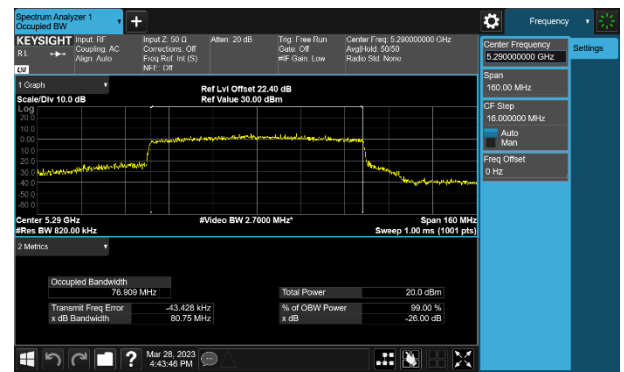 Spectrum Analyzer 1
Occupied BW
+
Frequency
KEYSIGHT
Input: RF
Input Z: 50 Ω
Atten: 20 dB
Trig: Free Run
Center Freq: 5.290000000 GHz
R L
Coupling: AC
Corrections: Off
Gate: Off
Avg|Hold: 50/50
Align: Auto
Freq Ref: Int (S)
#IF Gain: Low
Radio Std: None
LXI
NFE: Off
Center Frequency
5.290000000 GHz
Settings
Span
160.00 MHz
CF Step
16.000000 MHz
Auto
Man
Freq Offset
0 Hz
1 Graph
Ref Lvl Offset 22.40 dB
Scale/Div 10.0 dB
Ref Value 30.00 dBm
Log
20.0
10.0
0.00
-10.0
-20.0
-30.0
-40.0
-50.0
-60.0
Center 5.29 GHz
#Video BW 2.7000 MHz*
Span 160 MHz
#Res BW 820.00 kHz
Sweep 1.00 ms (1001 pts)
2 Metrics
Occupied Bandwidth
76.909 MHz
Total Power
20.0 dBm
Transmit Freq Error
-43.428 kHz
% of OBW Power
99.00 %
x dB Bandwidth
80.75 MHz
x dB
-26.00 dB
?
Mar 28, 2023
4:43:46 PM